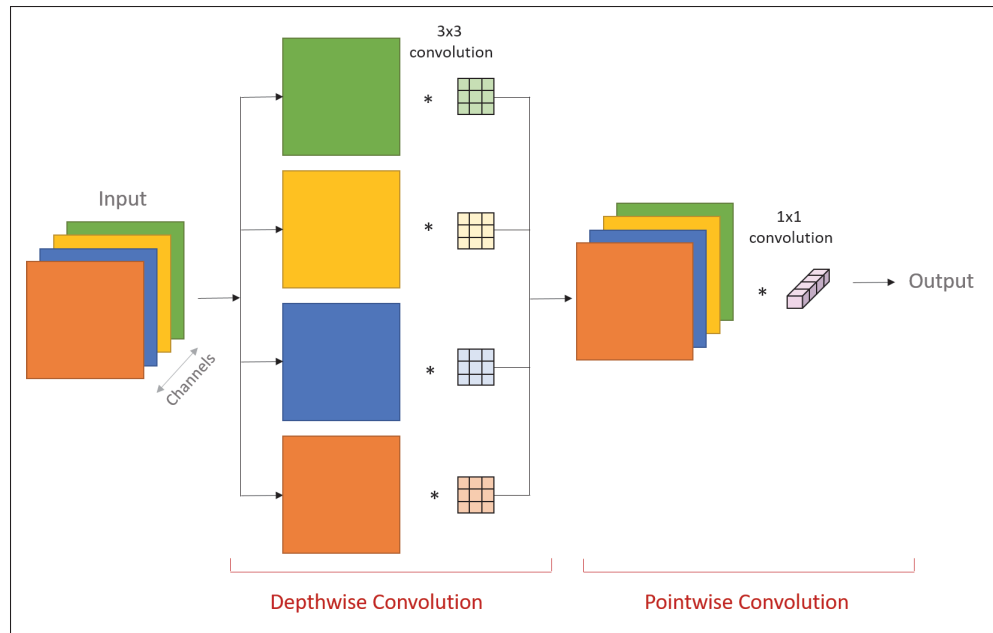 Input
Channels
3x3
convolution
*
*
*
*
1x1
convolution
*
Output
Depthwise Convolution
Pointwise Convolution